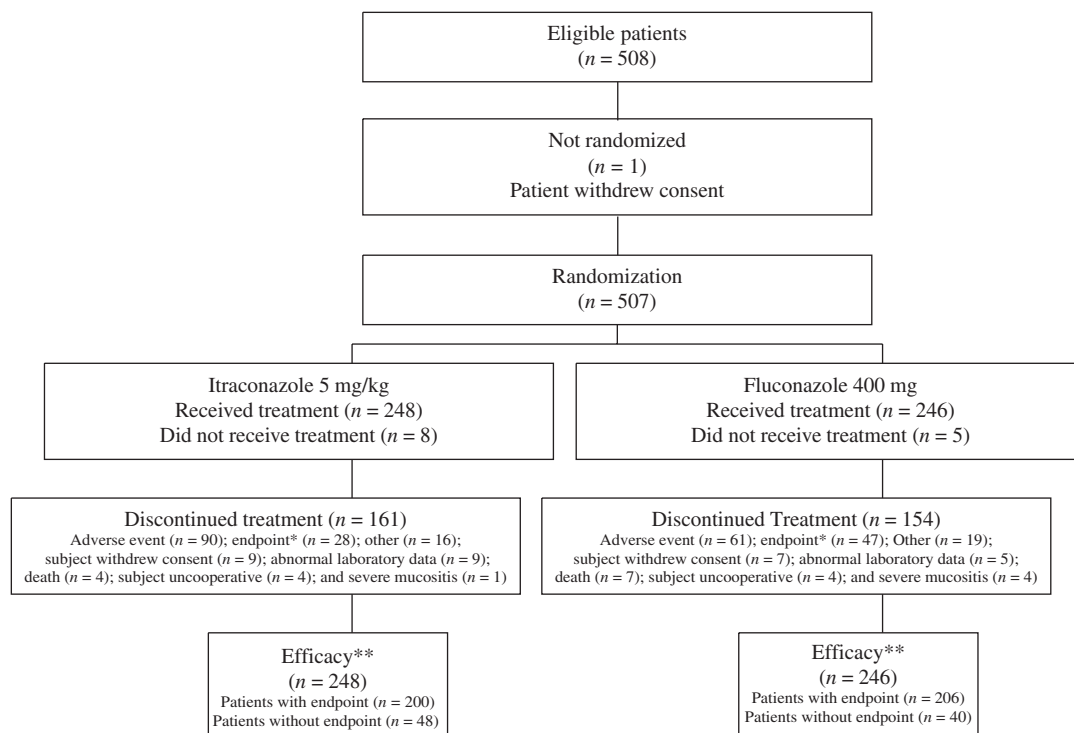 Eligible patients
(n = 508)
Not randomized
(n = 1)
Patient withdrew consent
Randomization
(n = 507)
Itraconazole 5 mg/kg
Received treatment (n = 248)
Did not receive treatment (n = 8)
Fluconazole 400 mg
Received treatment (n = 246)
Did not receive treatment (n = 5)
Discontinued treatment (n = 161)
Adverse event (n = 90); endpoint* (n = 28); other (n = 16);
subject withdrew consent (n = 9); abnormal laboratory data (n = 9);
death (n = 4); subject uncooperative (n = 4); and severe mucositis (n = 1)
Discontinued Treatment (n = 154)
Adverse event (n = 61); endpoint* (n = 47); Other (n = 19);
subject withdrew consent (n = 7); abnormal laboratory data (n = 5);
death (n = 7); subject uncooperative (n = 4); and severe mucositis (n = 4)
Efficacy**
(n = 248)
Patients with endpoint (n = 200)
Patients without endpoint (n = 48)
Efficacy**
(n = 246)
Patients with endpoint (n = 206)
Patients without endpoint (n = 40)